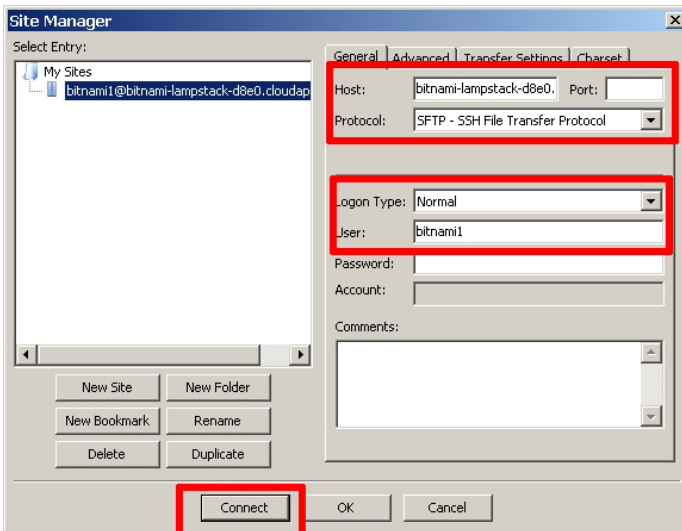 Site Manager
Select Entry:
My Sites
bitnami1@bitnami-lampstack-d8e0.cloudap
New Site
New Folder
New Bookmark
Rename
Delete
Duplicate
General
Advanced
Transfer Settings
Charset
Host:
bitnami-lampstack-d8e0.
Port:
Protocol:
SFTP - SSH File Transfer Protocol
Logon Type:
Normal
User:
bitnami1
Password:
Account:
Comments:
Connect
OK
Cancel